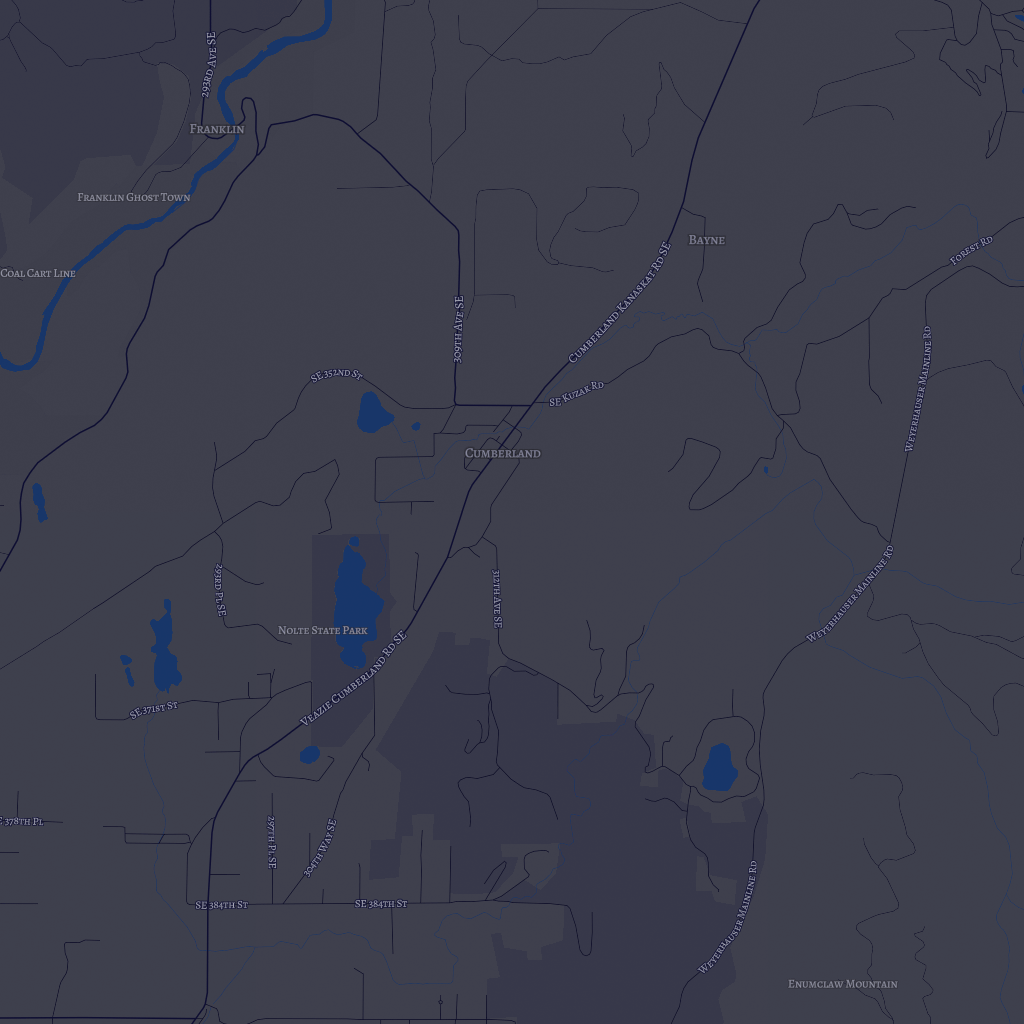 293rd Ave SE
Franklin
Franklin Ghost Town
Bayne
Forest Rd
Coal Cart Line
Cumberland Kanaskat Rd SE
309th Ave SE
Weyerhauser Mainline Rd
SE 352nd St
SE Kuzak Rd
Cumberland
293rd Pl SE
312th Ave SE
Weyerhauser Mainline Rd
Nolte State Park
Veazie Cumberland Rd SE
SE 371st St
E 378th Pl
297th Pl SE
304th Way SE
SE 384th St
SE 384th St
Weyerhauser Mainline Rd
Enumclaw Mountain